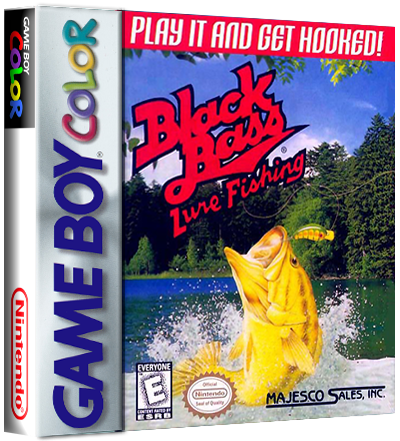 PLAY IT AND GET HOOKED!
GAME BOY
COLOR
Nintendo
GAME BOY COLOR
Black
Bass®
Lure Fishing
EVERYONE
E
CONTENT RATED BY
ESRB
Official
Nintendo
Seal of Quality
MAJESCO SALES, INC.